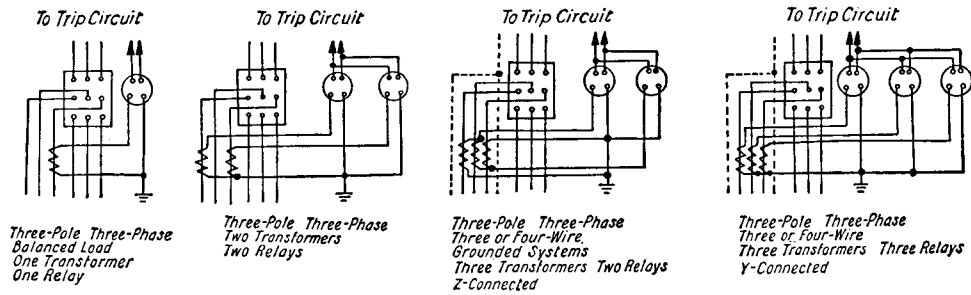 To Trip Circuit
To Trip Circuit
To Trip Circuit
To Trip Circuit
Three-Pole Three-Phase
Balanced Load
One Transformer
One Relay
Three-Pole Three-Phase
Two Transformers
Two Relays
Three-Pole Three-Phase
Three or Four-Wire,
Grounded Systems
Three Transformers Two Relays
Z-Connected
Three-Pole Three-Phase
Three or Four-Wire
Three Transformers Three Relays
Y-Connected